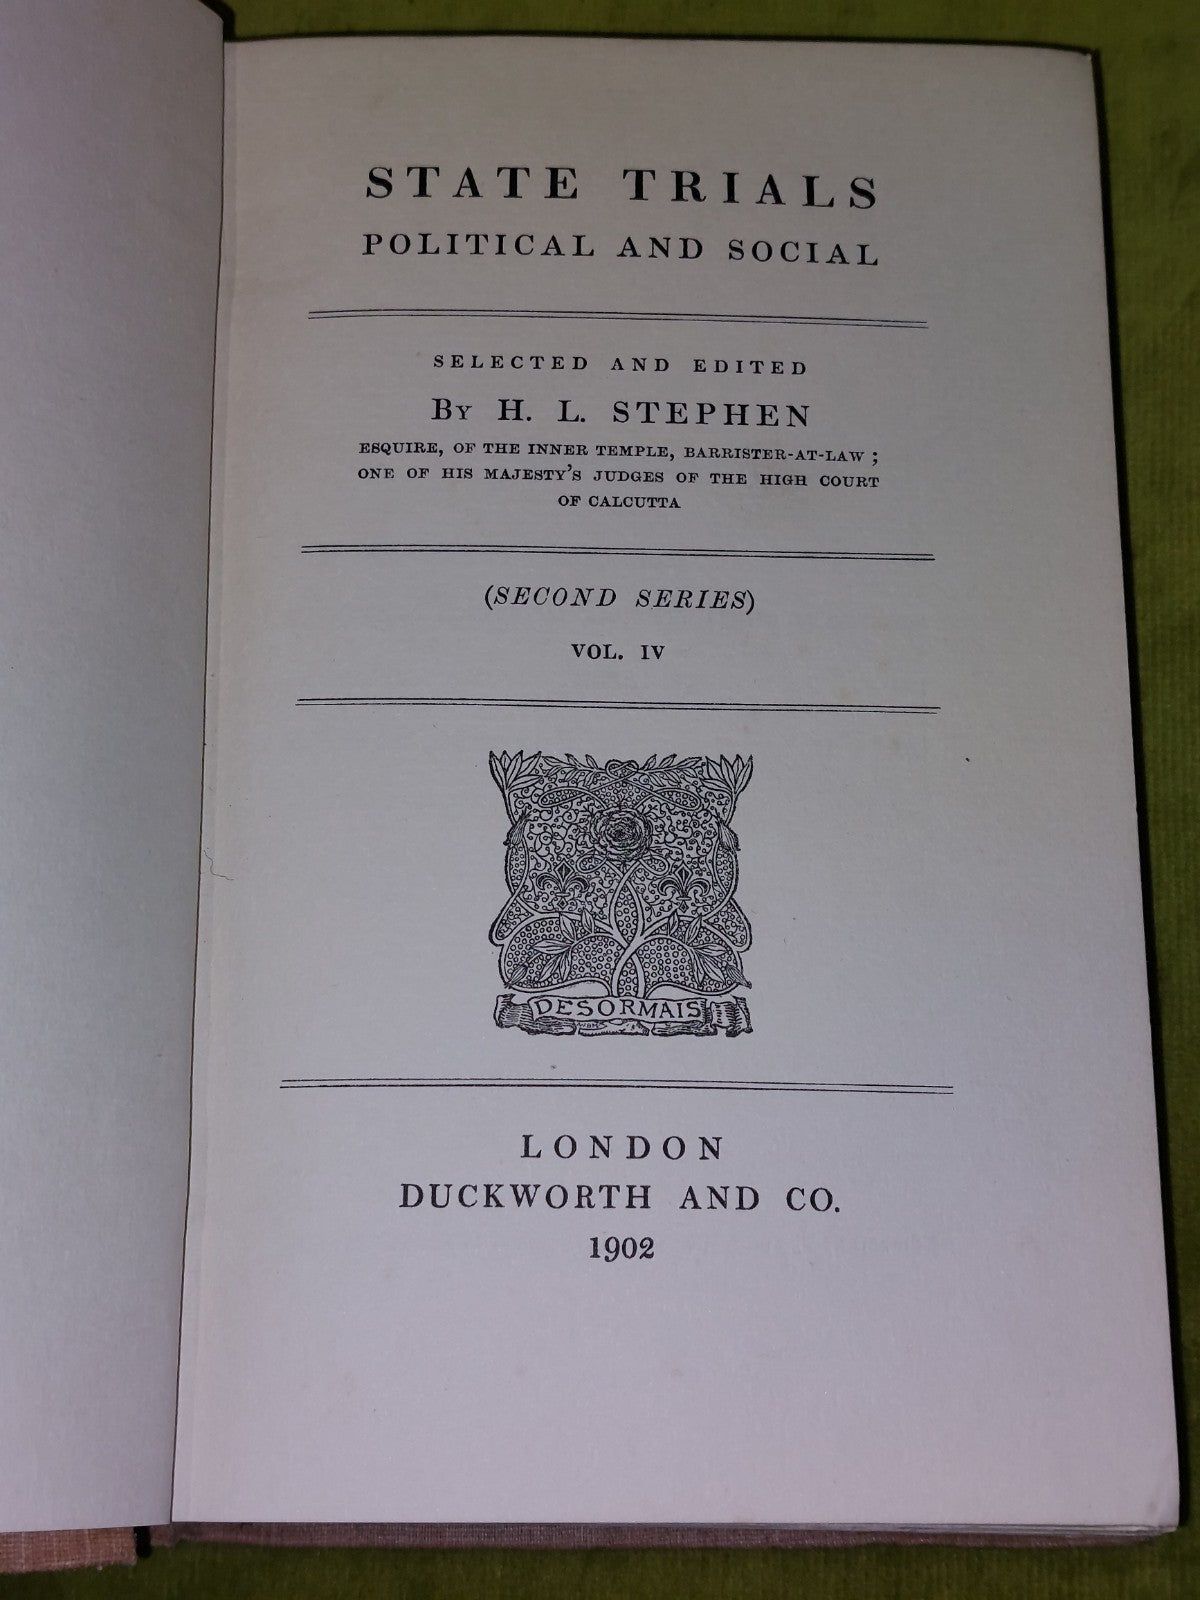 STATE TRIALS
POLITICAL AND SOCIAL
SELECTED AND EDITED
BY H. L. STEPHEN
ESQUIRE, OF THE INNER TEMPLE, BARRISTER-AT-LAW ;
ONE OF HIS MAJESTY'S JUDGES OF THE HIGH COURT
OF CALCUTTA
(SECOND SERIES)
VOL. IV
DESORMAIS
LONDON
DUCKWORTH AND CO.
1902